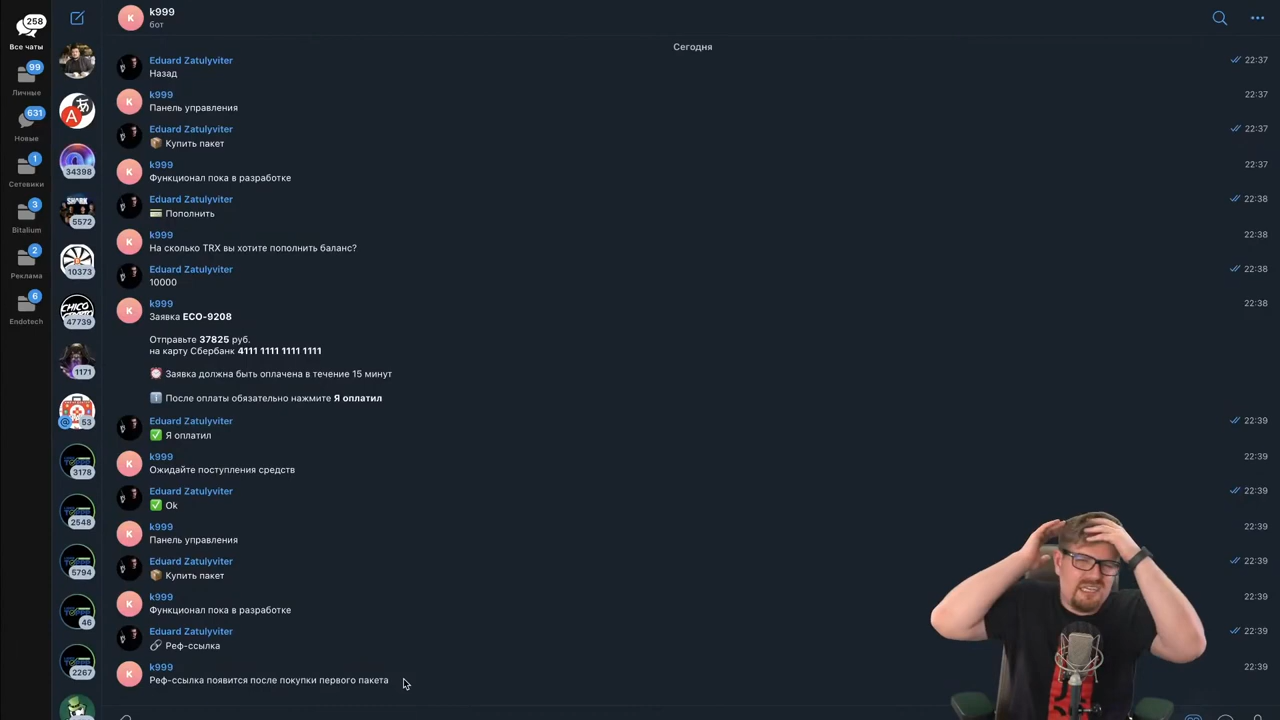 258
Все чаты
99
Личные
631
Новые
1
Сетевики
3
Bitalium
2
Реклама
6
Endotech
34398
SHARK
5572
10373
CHICO
CRYPTO
47739
1171
@ 53
3178
2548
5794
46
2267
K
k999
бот
Сегодня
Eduard Zatulyviter
Назад
22:37
K
k999
Панель управления
22:37
Eduard Zatulyviter
Купить пакет
22:37
K
k999
Функционал пока в разработке
22:37
Eduard Zatulyviter
Пополнить
22:38
K
k999
На сколько TRX вы хотите пополнить баланс?
22:38
Eduard Zatulyviter
10000
22:38
K
k999
Заявка ECO-9208
22:38
Отправьте 37825 руб.
на карту Сбербанк 4111 1111 1111 1111
Заявка должна быть оплачена в течение 15 минут
После оплаты обязательно нажмите Я оплатил
Eduard Zatulyviter
Я оплатил
22:39
K
k999
Ожидайте поступления средств
22:39
Eduard Zatulyviter
Ok
22:39
K
k999
Панель управления
22:39
Eduard Zatulyviter
Купить пакет
22:39
K
k999
Функционал пока в разработке
22:39
Eduard Zatulyviter
Реф-ссылка
22:39
K
k999
Реф-ссылка появится после покупки первого пакета
22:39